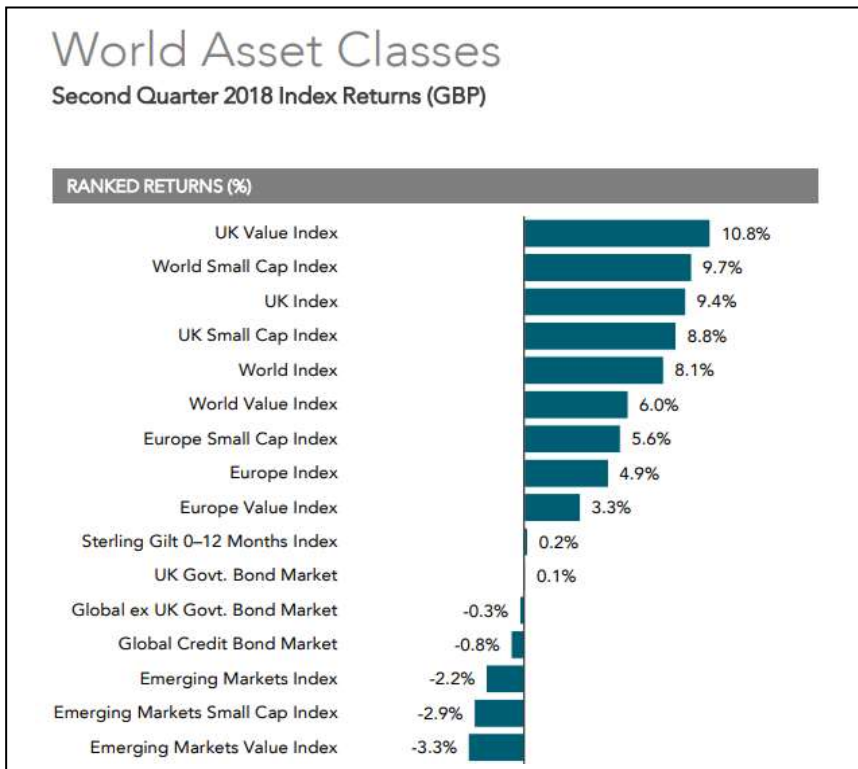 World Asset Classes
Second Quarter 2018 Index Returns (GBP)
RANKED RETURNS (%)
UK Value Index 10.8%
World Small Cap Index 9.7%
UK Index 9.4%
UK Small Cap Index 8.8%
World Index 8.1%
World Value Index 6.0%
Europe Small Cap Index 5.6%
Europe Index 4.9%
Europe Value Index 3.3%
Sterling Gilt 0–12 Months Index 0.2%
UK Govt. Bond Market 0.1%
Global ex UK Govt. Bond Market -0.3%
Global Credit Bond Market -0.8%
Emerging Markets Index -2.2%
Emerging Markets Small Cap Index -2.9%
Emerging Markets Value Index -3.3%